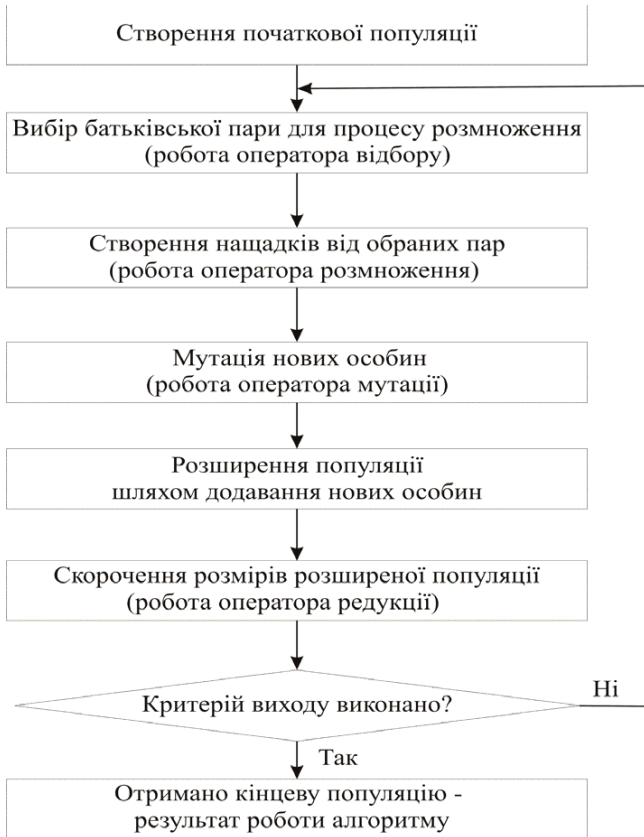 Створення початкової популяції
Вибір батьківської пари для процесу розмноження
(робота оператора відбору)
Створення нащадків від обраних пар
(робота оператора розмноження)
Мутація нових особин
(робота оператора мутації)
Розширення популяції
шляхом додавання нових особин
Скорочення розмірів розширеної популяції
(робота оператора редукції)
Критерій виходу виконано?
Ні
Так
Отримано кінцеву популяцію -
результат роботи алгоритму